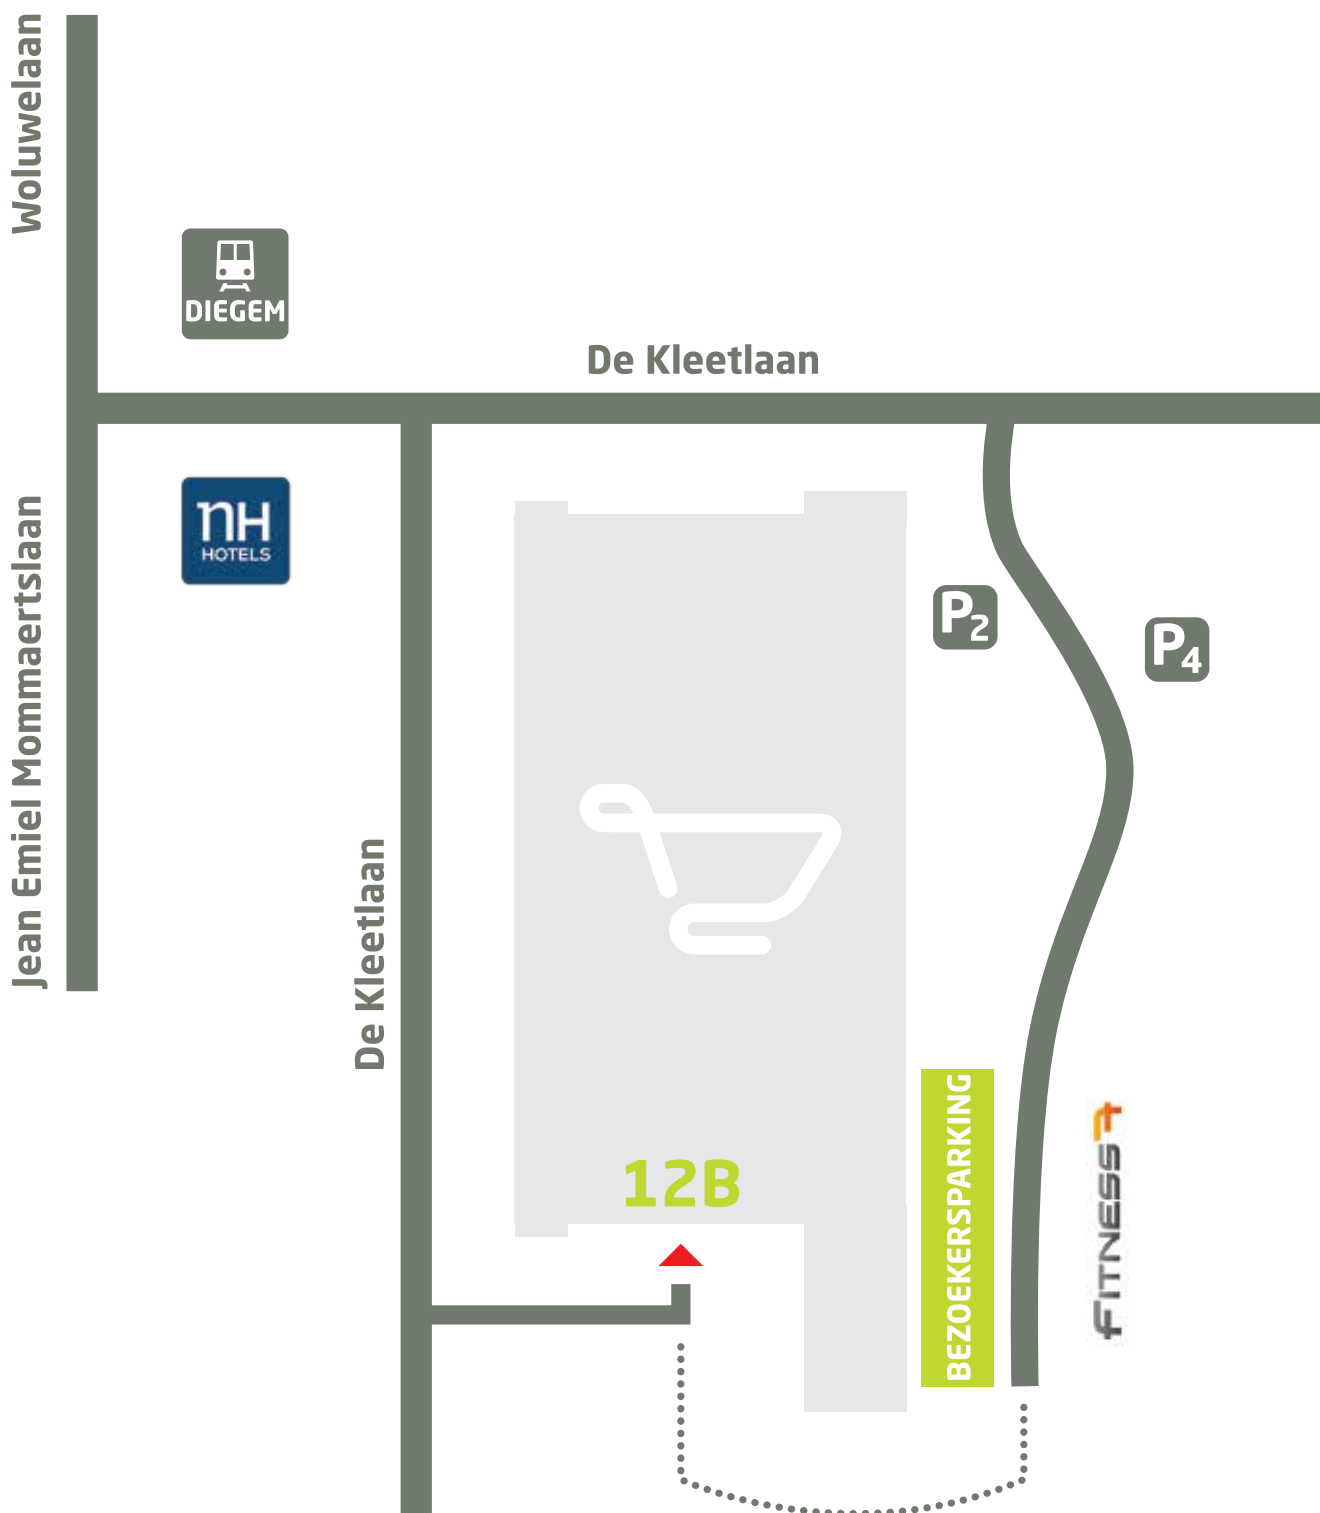 Woluwelaan
DIEGEM
De Kleetlaan
nH
HOTELS
Jean Emiel Mommaertslaan
P2
P4
De Kleetlaan
12B
BEZOEKERSPARKING
FITNESS